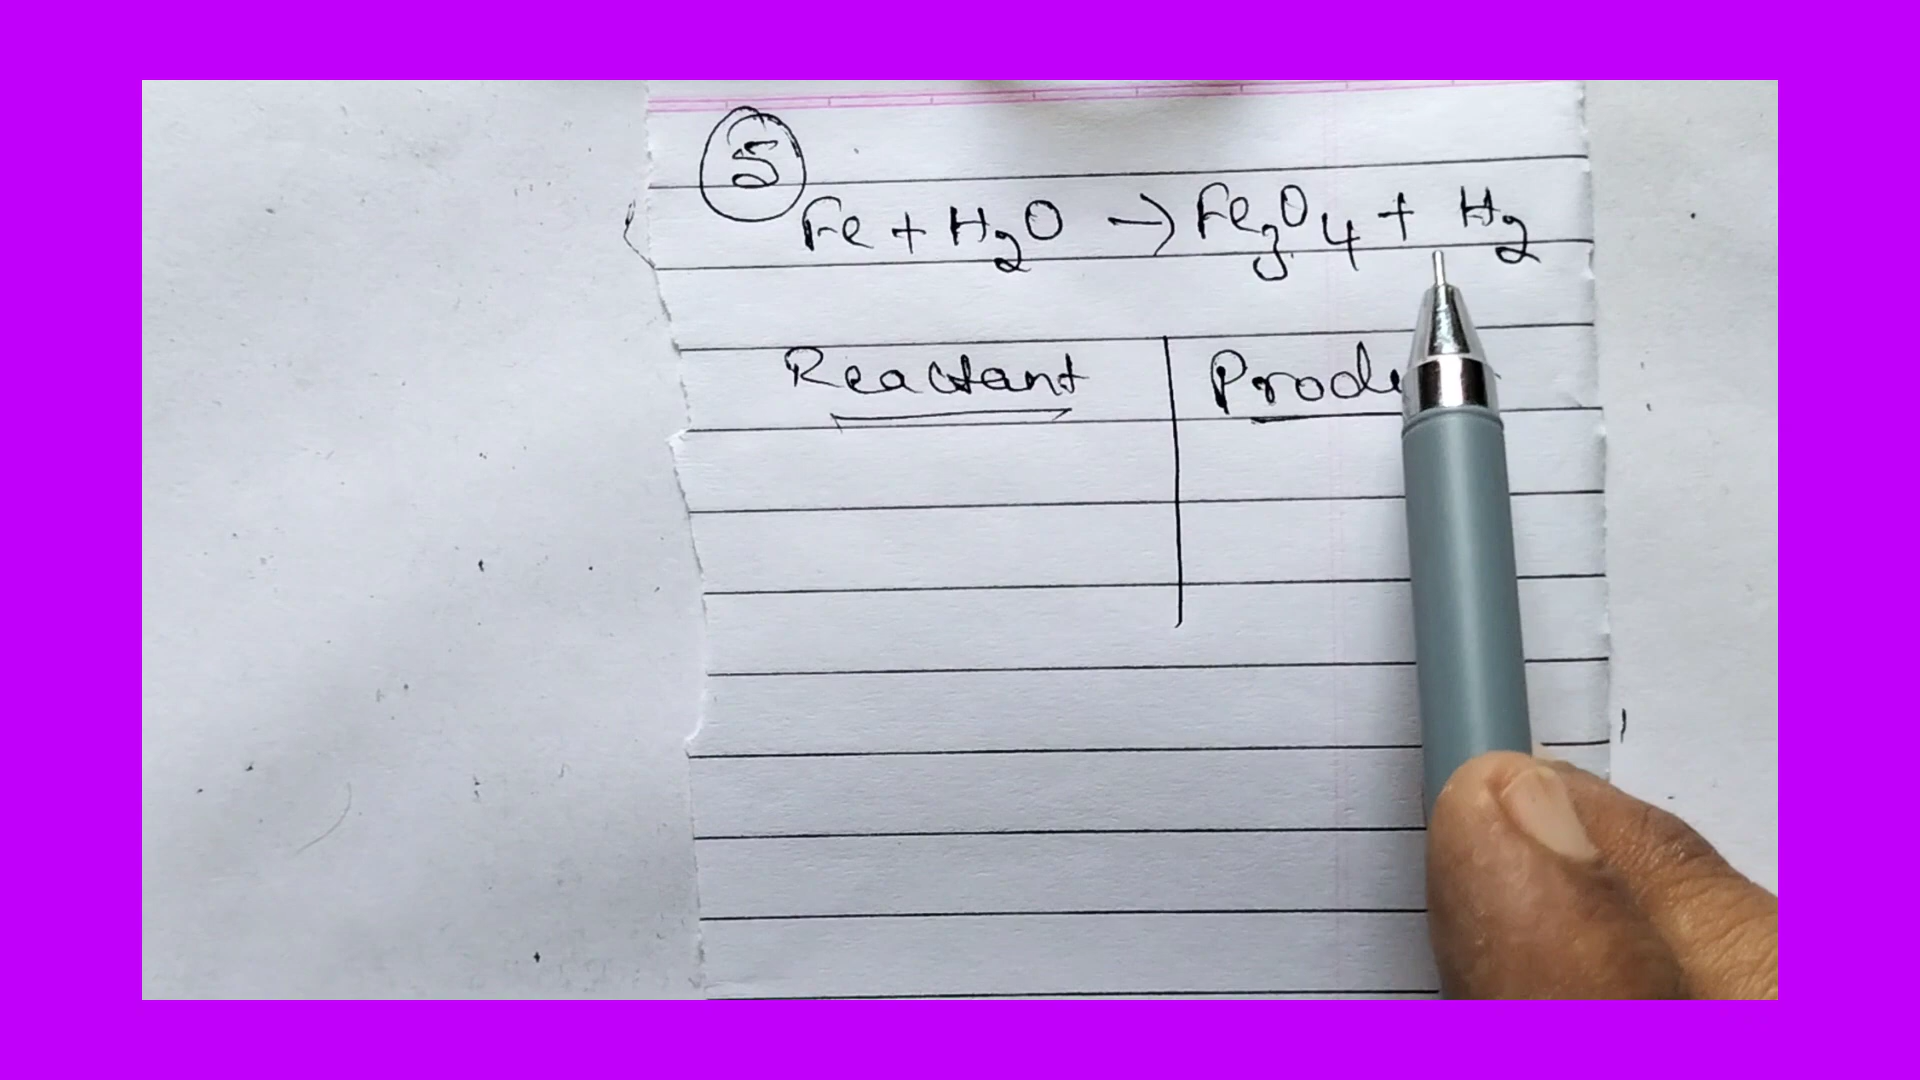 5
Fe + H₂O → Fe₃O₄ + H₂
Reactant